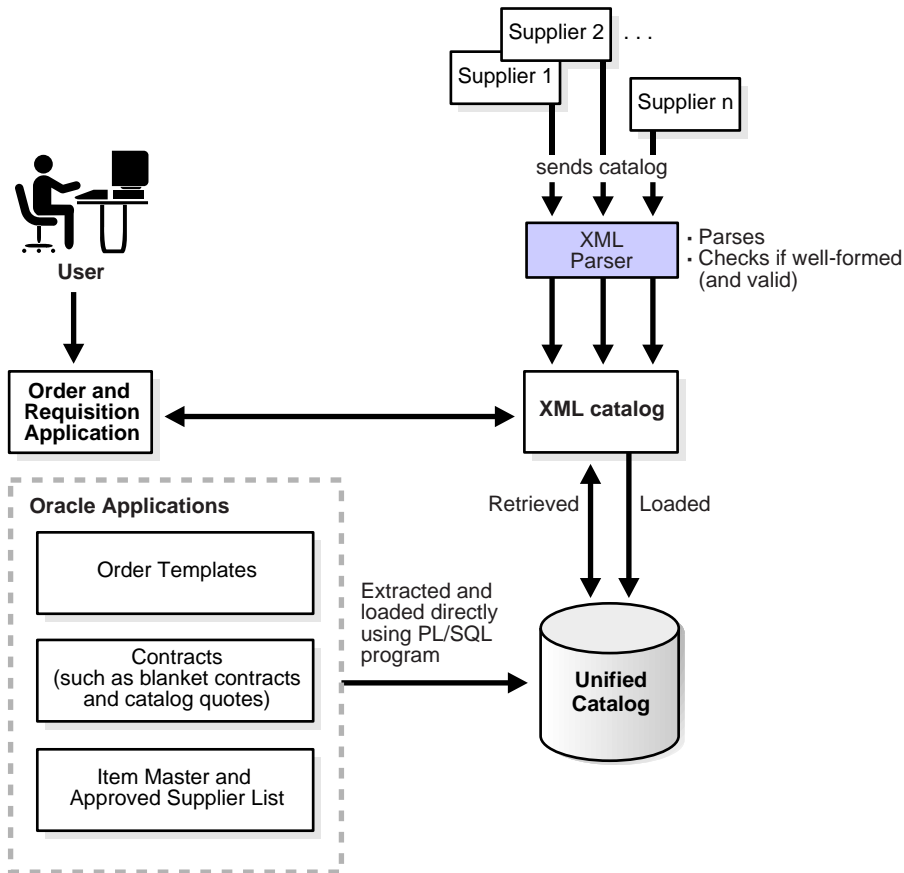 Supplier 2 . . .
Supplier 1
Supplier n
sends catalog
XML
Parser
· Parses
· Checks if well-formed
(and valid)
User
Order and
Requisition
Application
XML catalog
Retrieved
Loaded
Oracle Applications
Order Templates
Contracts
(such as blanket contracts
and catalog quotes)
Item Master and
Approved Supplier List
Extracted and
loaded directly
using PL/SQL
program
Unified
Catalog